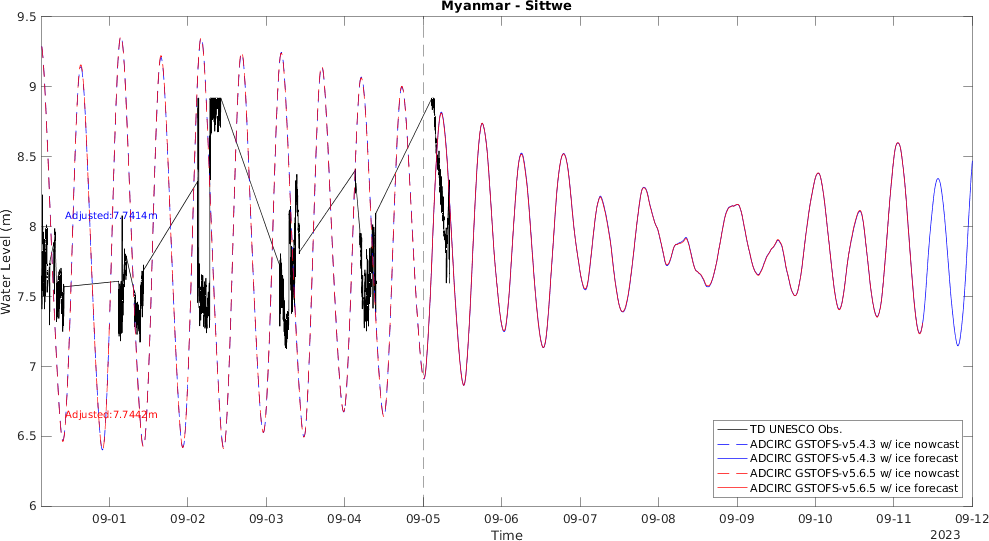 Myanmar - Sittwe
9.5
9
8.5
8
7.5
7
6.5
6
Water Level (m)
Adjusted:7.7414m
Adjusted:7.7442m
TD UNESCO Obs.
ADCIRC GSTOFS-v5.4.3 w/ ice nowcast
ADCIRC GSTOFS-v5.4.3 w/ ice forecast
ADCIRC GSTOFS-v5.6.5 w/ ice nowcast
ADCIRC GSTOFS-v5.6.5 w/ ice forecast
09-01 09-02 09-03 09-04 09-05 09-06 09-07 09-08 09-09 09-10 09-11 09-12
Time
2023